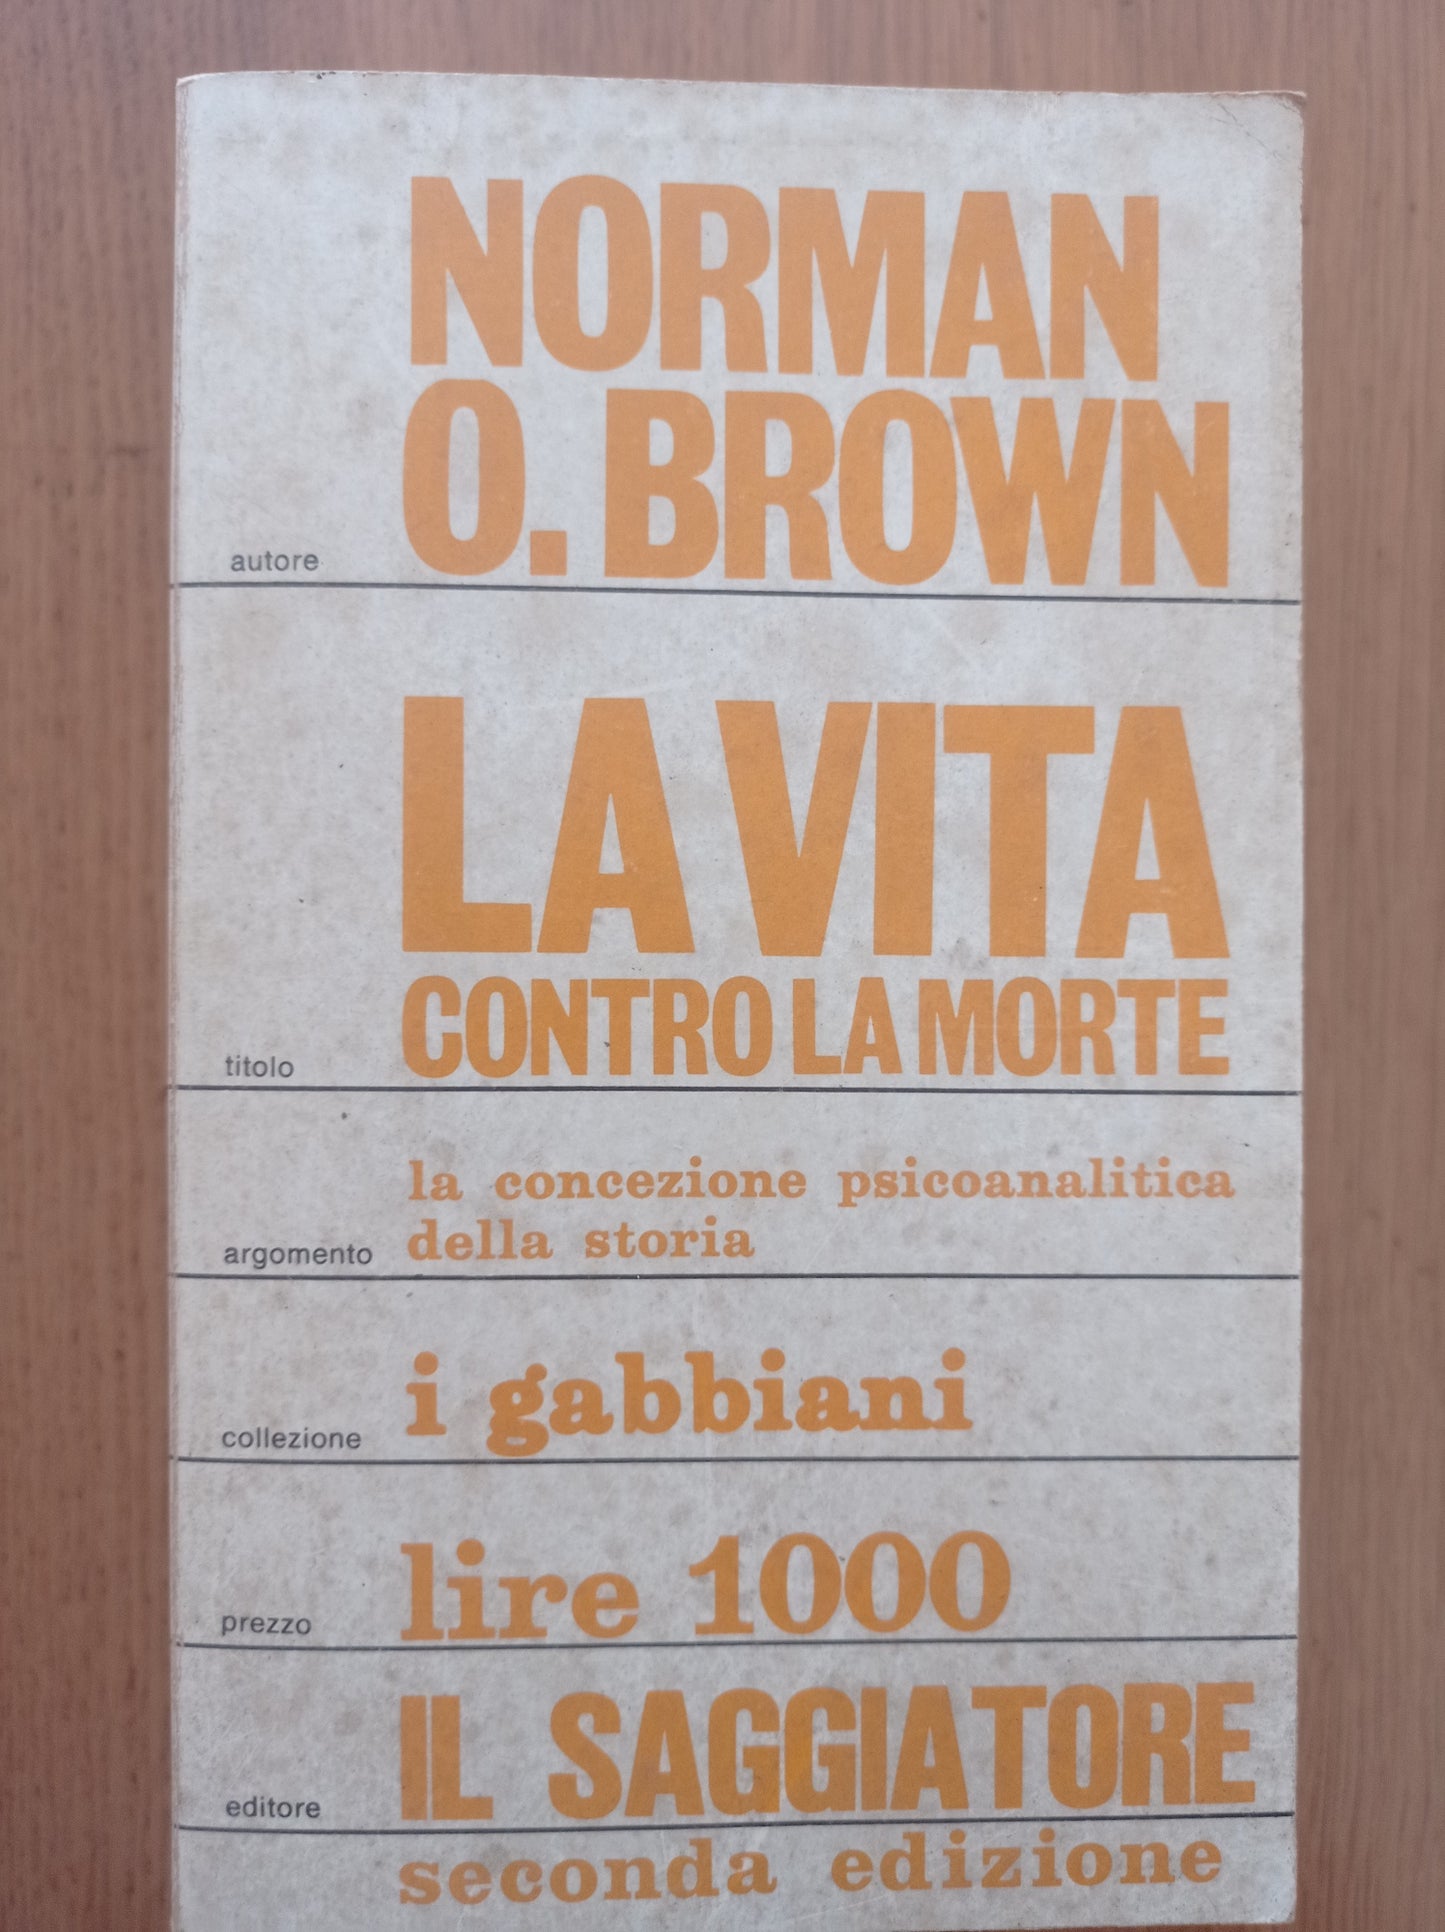 NORMAN
autore O. BROWN
LA VITA
titolo CONTRO LA MORTE
la concezione psicoanalitica
argomento della storia
collezione i gabbiani
prezzo lire 1000
editore IL SAGGIATORE
seconda edizione